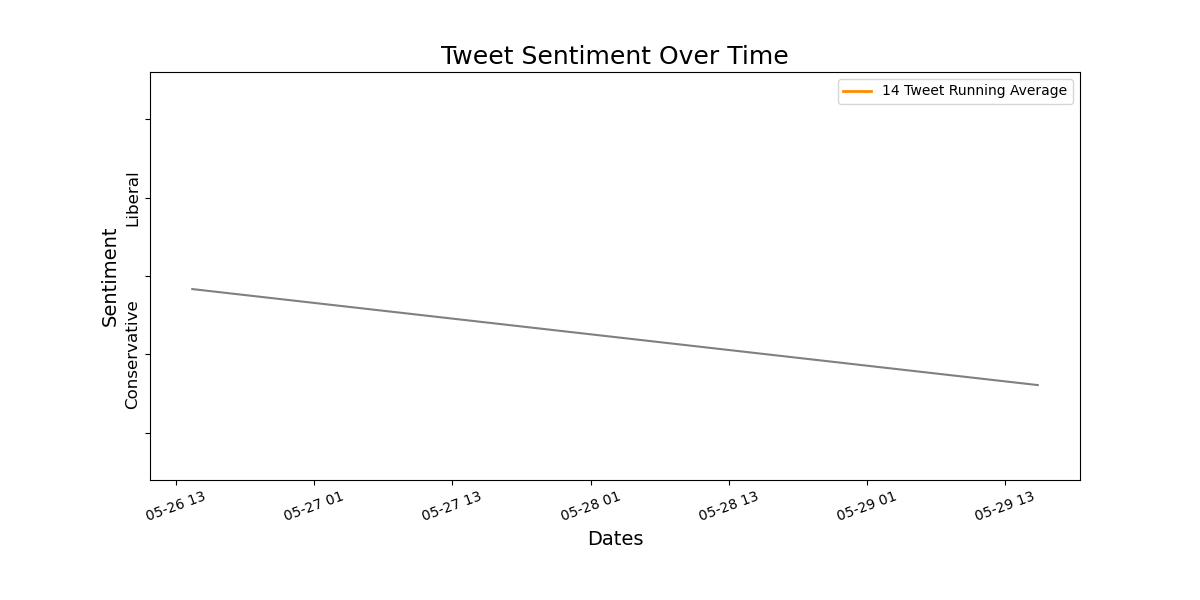 Tweet Sentiment Over Time
14 Tweet Running Average
Sentiment
Liberal
Conservative
05-26 13
05-27 01
05-27 13
05-28 01
05-28 13
05-29 01
05-29 13
Dates